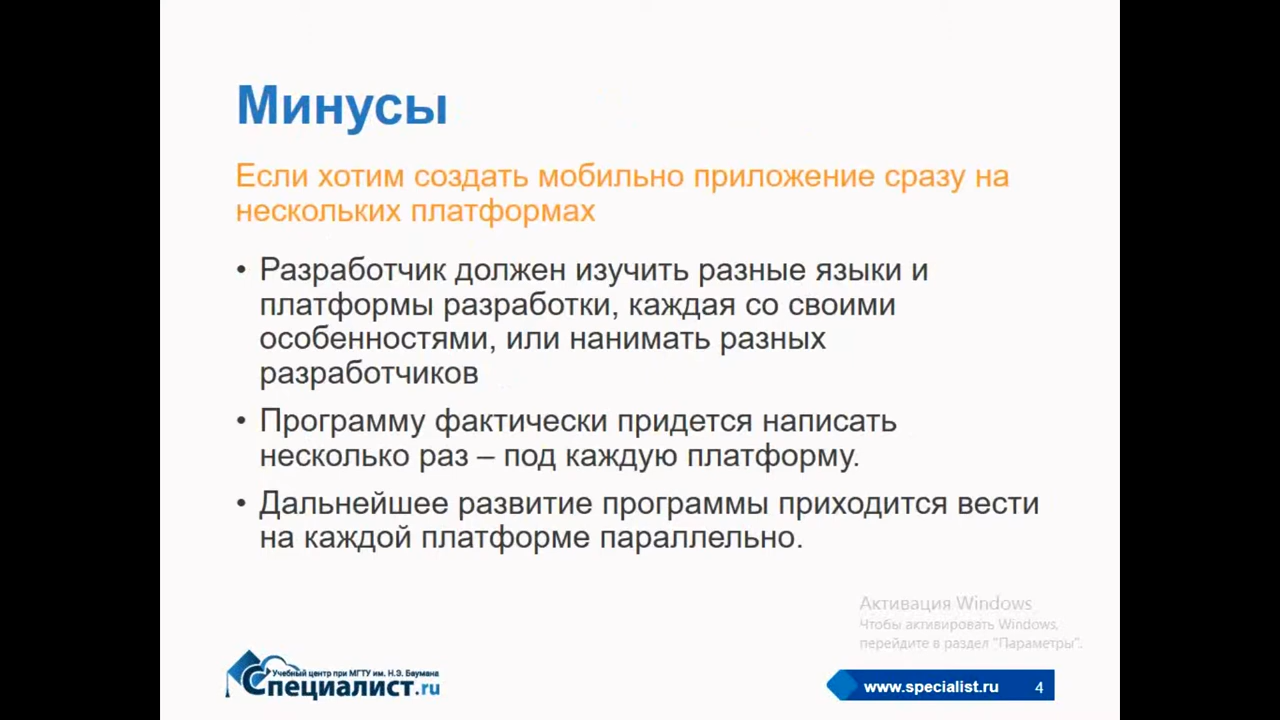 Минусы
Если хотим создать мобильно приложение сразу на
нескольких платформах
• Разработчик должен изучить разные языки и
платформы разработки, каждая со своими
особенностями, или нанимать разных
разработчиков
• Программу фактически придется написать
несколько раз – под каждую платформу.
• Дальнейшее развитие программы приходится вести
на каждой платформе параллельно.
Активация Windows
Чтобы активировать Windows,
перейдите в раздел "Параметры".
Учебный центр при МГТУ им. Н.Э. Баумана
Специалист.ru
www.specialist.ru 4